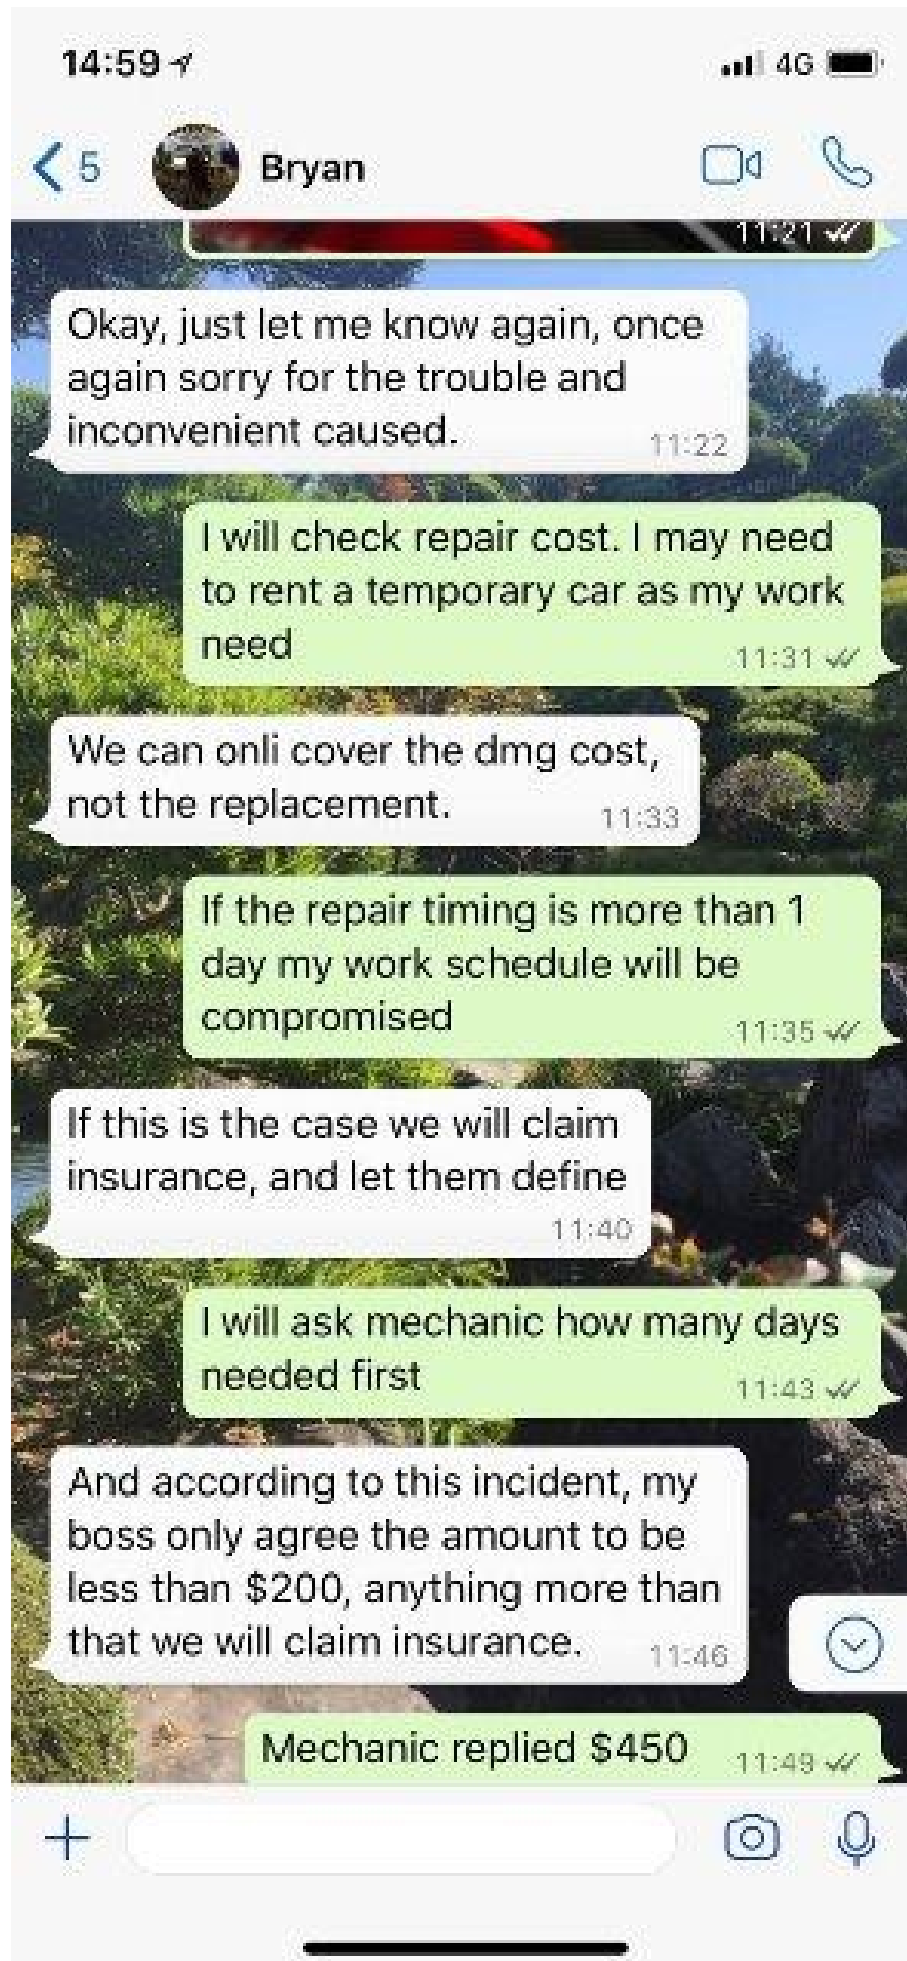 14:59
4G
5
Bryan
11:21
Okay, just let me know again, once
again sorry for the trouble and
inconvenient caused.
11:22
I will check repair cost. I may need
to rent a temporary car as my work
need
11:31
We can onli cover the dmg cost,
not the replacement.
11:33
If the repair timing is more than 1
day my work schedule will be
compromised
11:35
If this is the case we will claim
insurance, and let them define
11:40
I will ask mechanic how many days
needed first
11:43
And according to this incident, my
boss only agree the amount to be
less than $200, anything more than
that we will claim insurance.
11:46
Mechanic replied $450
11:49